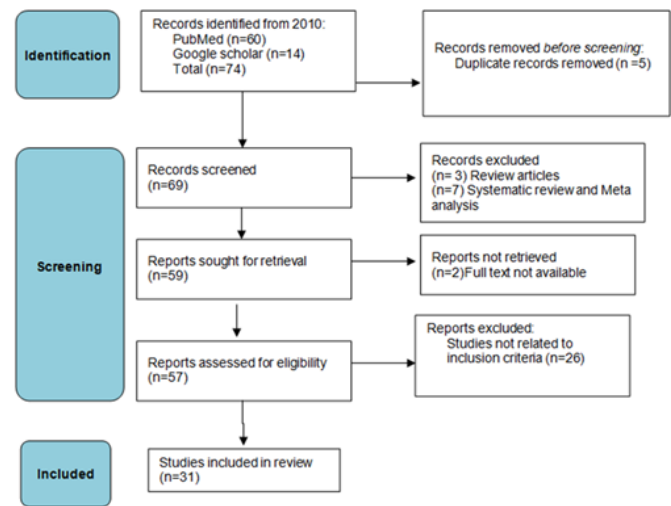 Identification
Records identified from 2010:
PubMed (n=60)
Google scholar (n=14)
Total (n=74)
Records removed before screening:
Duplicate records removed (n =5)
Screening
Records screened
(n=69)
Records excluded
(n= 3) Review articles
(n=7) Systematic review and Meta
analysis
Reports sought for retrieval
(n=59)
Reports not retrieved
(n=2)Full text not available
Reports assessed for eligibility
(n=57)
Reports excluded:
Studies not related to
inclusion criteria (n=26)
Included
Studies included in review
(n=31)